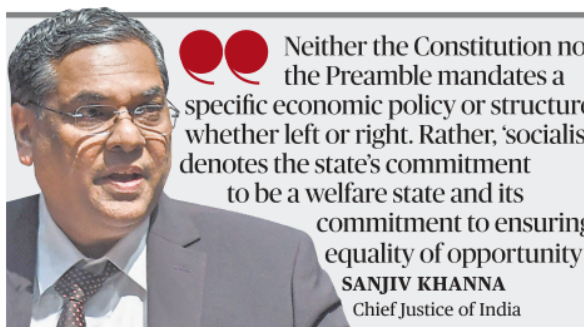 Neither the Constitution no
the Preamble mandates a
specific economic policy or structure
whether left or right. Rather, ‘socialis
denotes the state’s commitment
to be a welfare state and its
commitment to ensuring
equality of opportunity
SANJIV KHANNA
Chief Justice of India